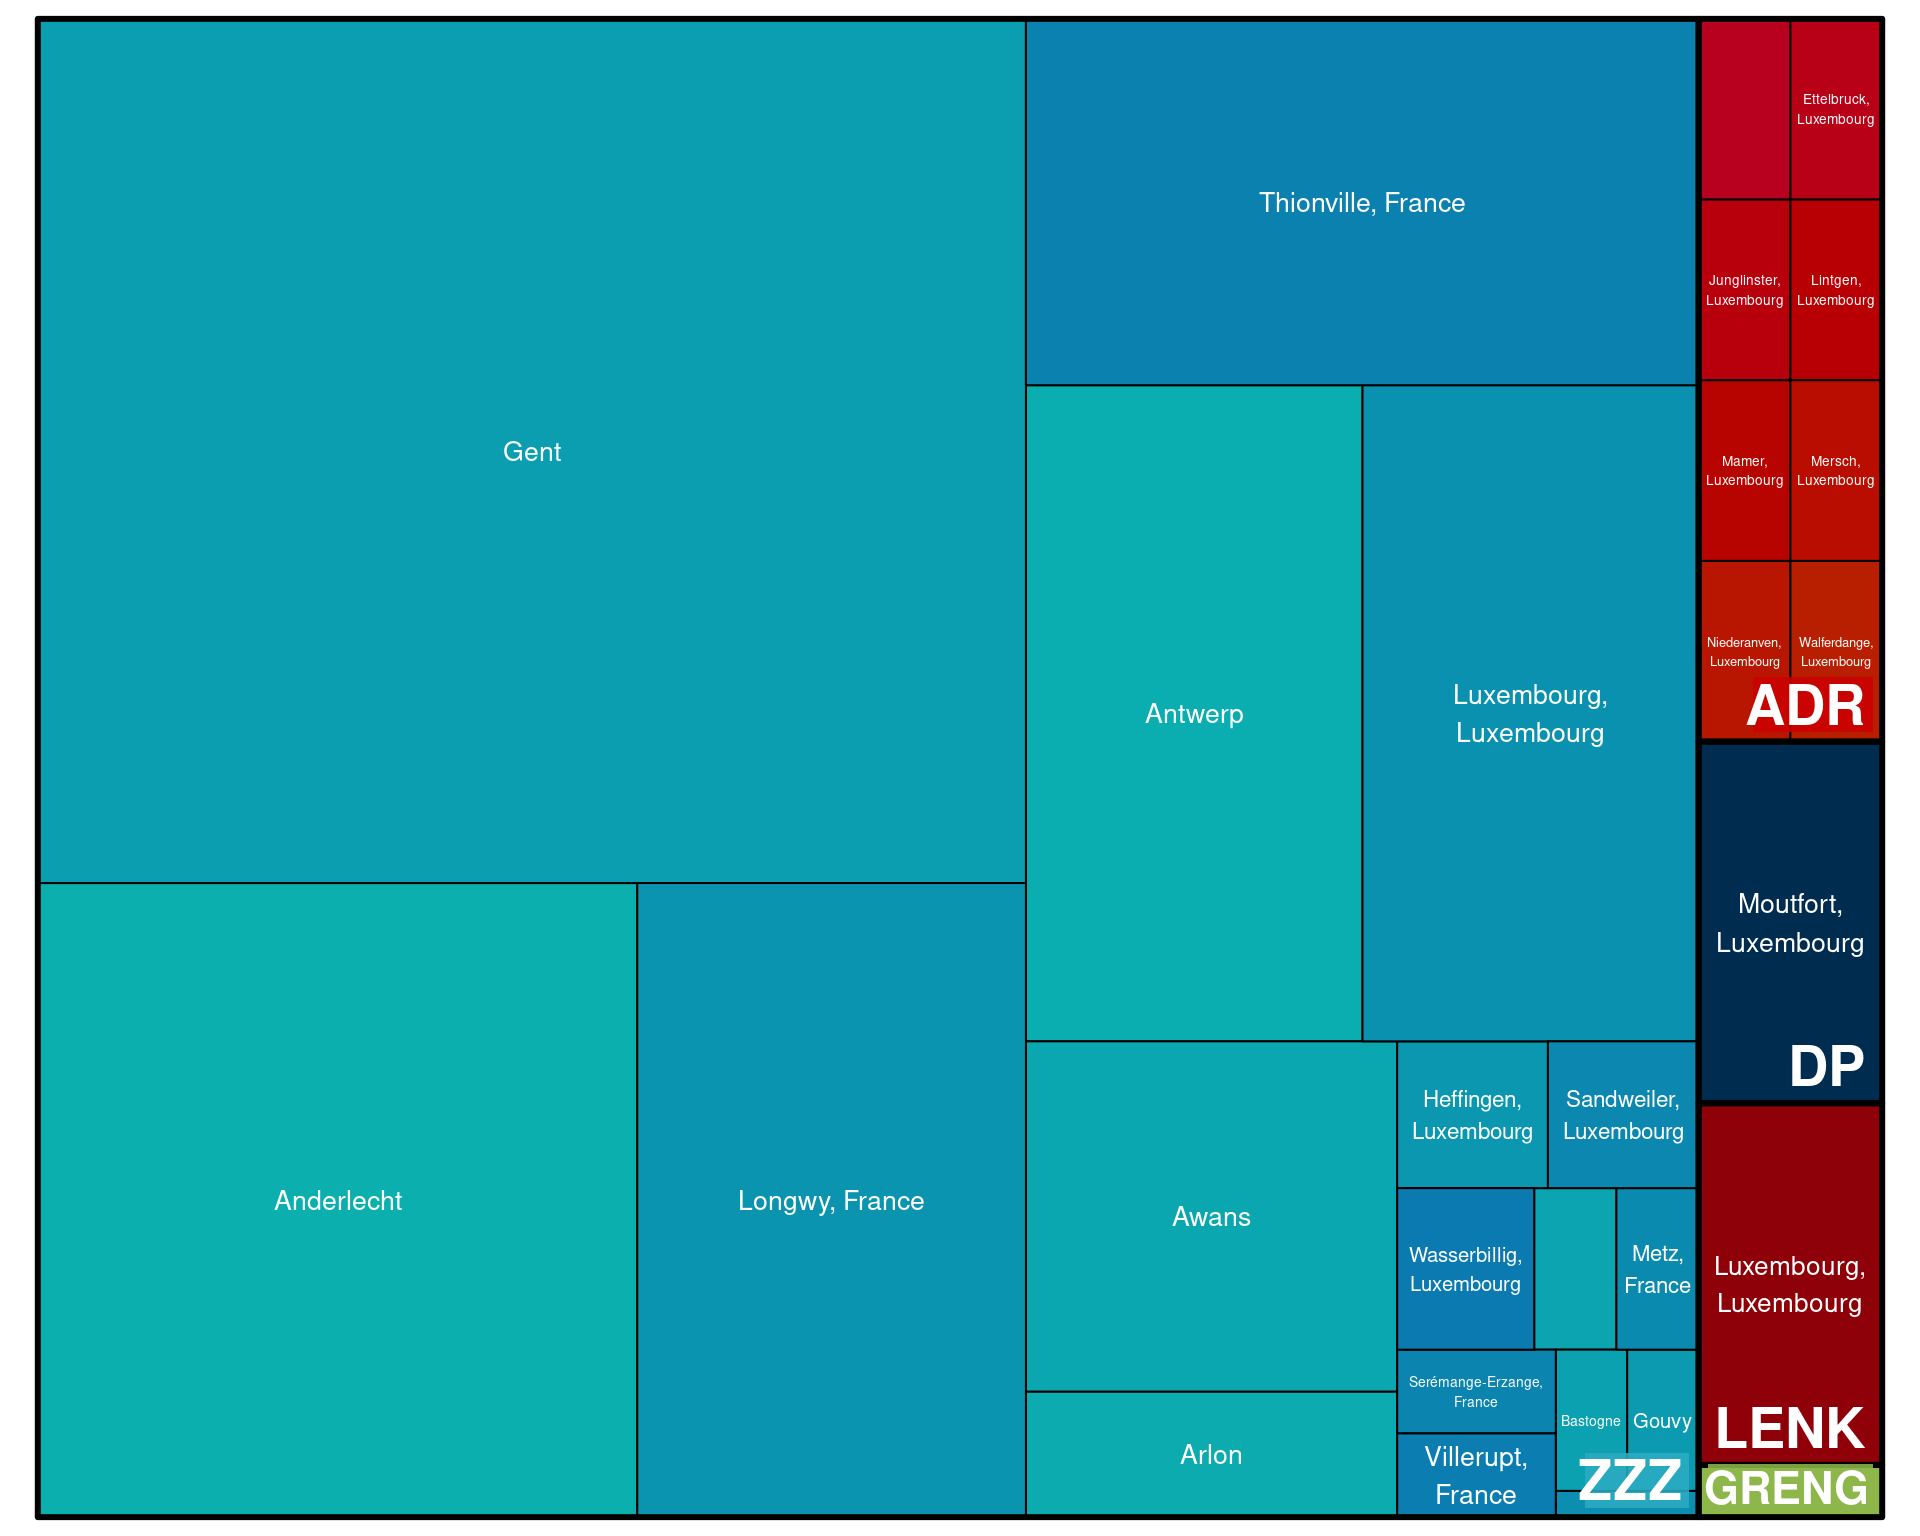 Gent
Thionville, France
Ettelbruck,
Luxembourg
Junglinster,
Luxembourg
Lintgen,
Luxembourg
Mamer,
Luxembourg
Mersch,
Luxembourg
Niederanven,
Luxembourg
Walferdange,
Luxembourg
ADR
Antwerp
Luxembourg,
Luxembourg
Moutfort,
Luxembourg
DP
Anderlecht
Longwy, France
Awans
Arlon
Heffingen,
Luxembourg
Sandweiler,
Luxembourg
Wasserbillig,
Luxembourg
Metz,
France
Serémange-Erzange,
France
Villerupt,
France
Bastogne
Gouvy
ZZZ
Luxembourg,
Luxembourg
LENK
GRENG